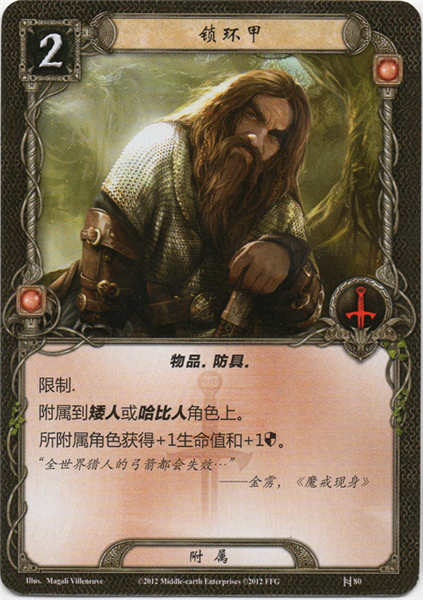 2
锁环甲
物品. 防具.
限制.
附属到矮人或哈比人角色上。
所附属角色获得+1生命值和+1。
“全世界猎人的弓箭都会失效…”
——金雳，《魔戒现身》
附属
Illus. Magali Villeneuve ©2012 Middle-earth Enterprises ©2012 FFG 80